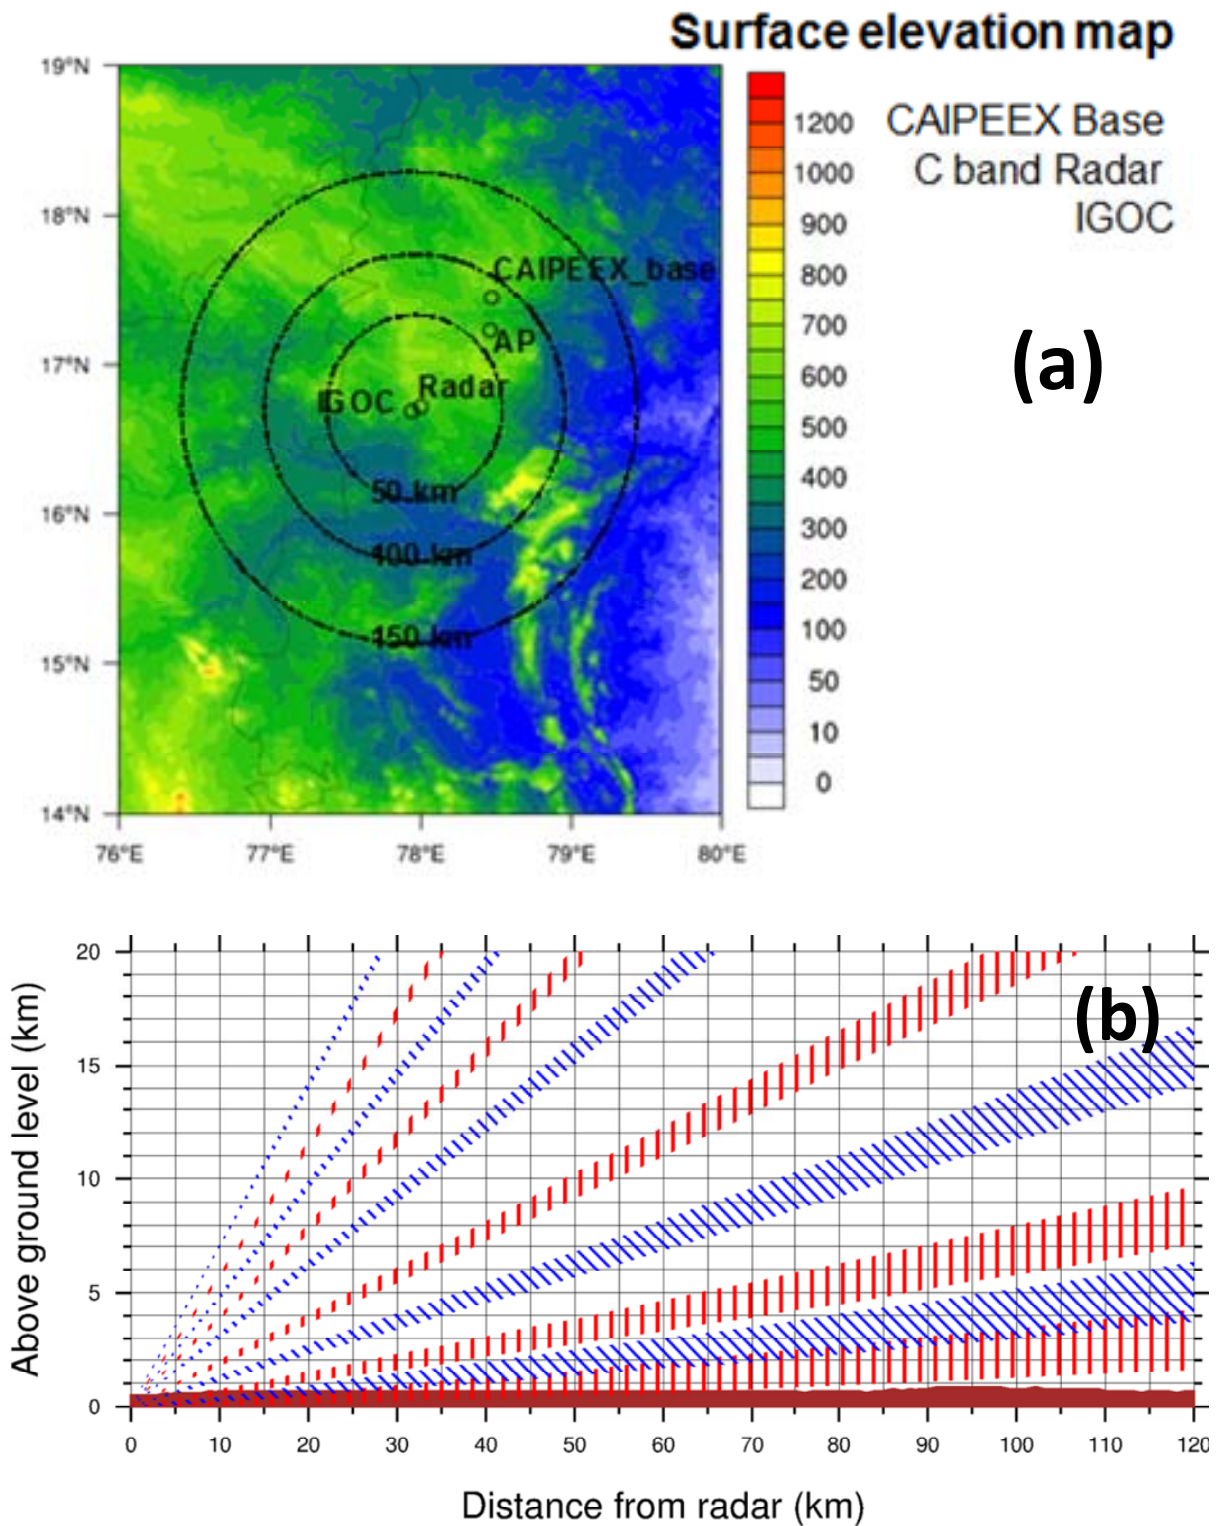 Surface elevation map
19°N
18°N
17°N
16°N
15°N
14°N
76°E 77°E 78°E 79°E 80°E
CAIPEEX_base
AP
Radar
IGOC
50 km
100 km
150 km
1200
1000
900
800
700
600
500
400
300
200
100
50
10
0
CAIPEEX Base
C band Radar
IGOC
(a)
20
15
10
5
0
Above ground level (km)
(b)
0 10 20 30 40 50 60 70 80 90 100 110 120
Distance from radar (km)